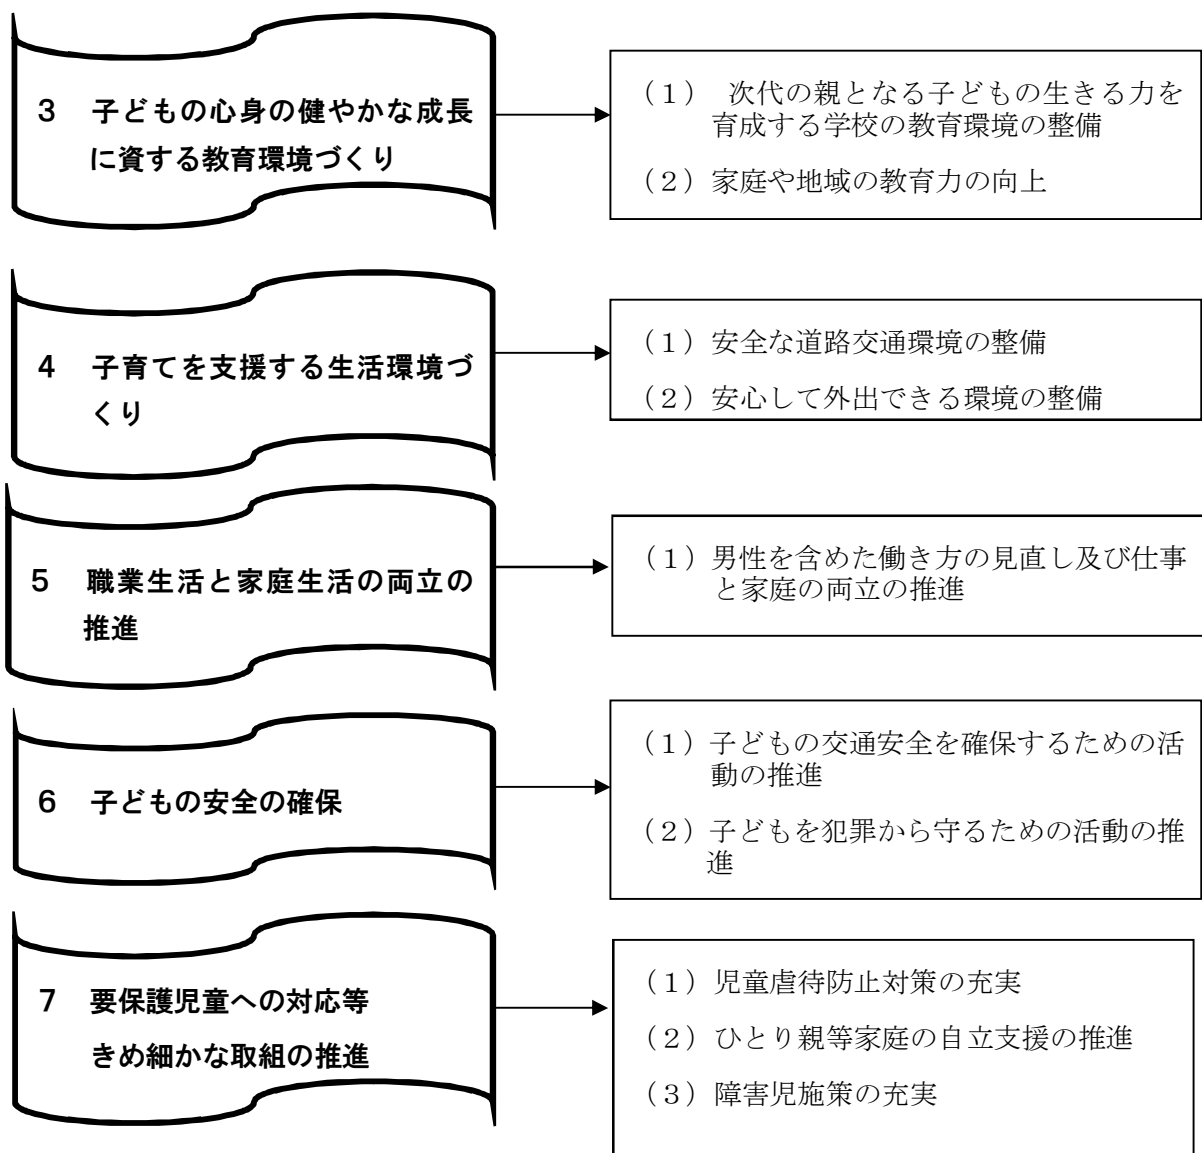 3 子どもの心身の健やかな成長
に資する教育環境づくり
(1) 次代の親となる子どもの生きる力を
育成する学校の教育環境の整備
(2)家庭や地域の教育力の向上
4 子育てを支援する生活環境づ
くり
(1)安全な道路交通環境の整備
(2)安心して外出できる環境の整備
5 職業生活と家庭生活の両立の
推進
(1)男性を含めた働き方の見直し及び仕事
と家庭の両立の推進
6 子どもの安全の確保
(1)子どもの交通安全を確保するための活
動の推進
(2)子どもを犯罪から守るための活動の推
進
7 要保護児童への対応等
きめ細かな取組の推進
(1)児童虐待防止対策の充実
(2)ひとり親等家庭の自立支援の推進
(3)障害児施策の充実